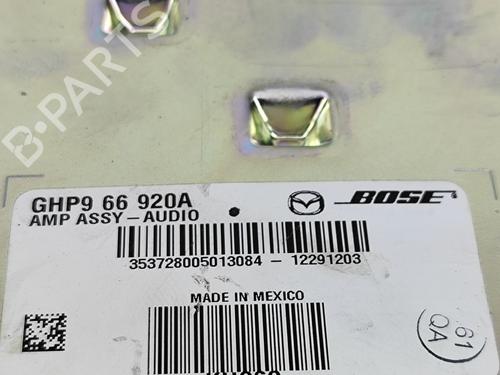 B-PARTS
GHP9 66 920A
AMP ASSY-AUDIO
BOSE
353728005013084 - 12291203
MADE IN MEXICO
61
QA